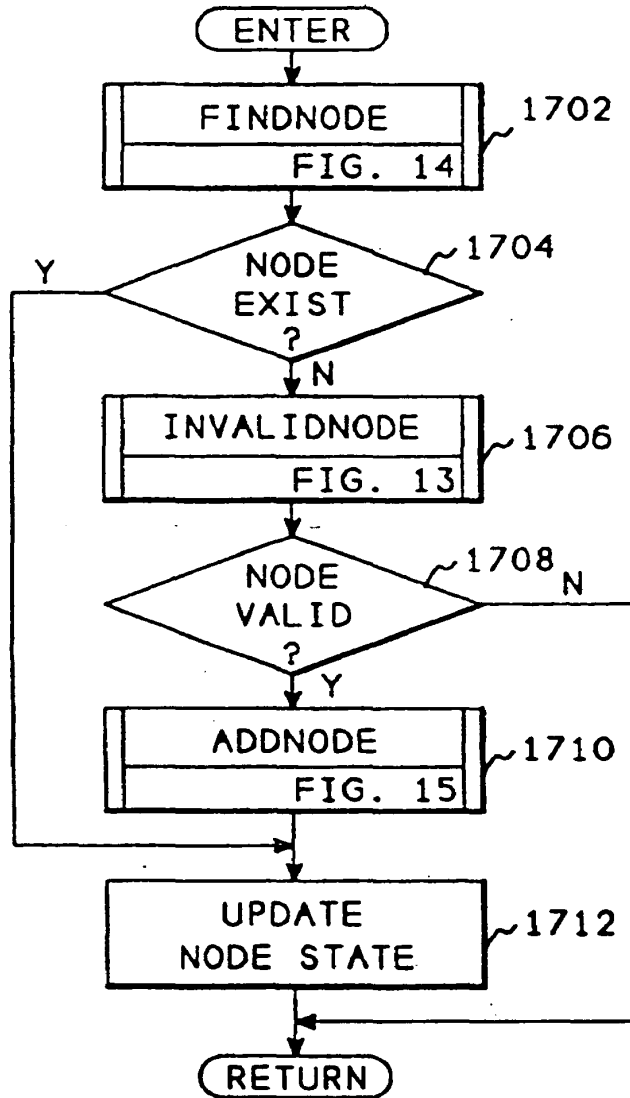 ENTER
FINDNODE
FIG. 14
1702
NODE
EXIST
?
1704
Y
N
INVALIDNODE
FIG. 13
1706
NODE
VALID
?
1708
N
Y
ADDNODE
FIG. 15
1710
UPDATE
NODE STATE
1712
RETURN